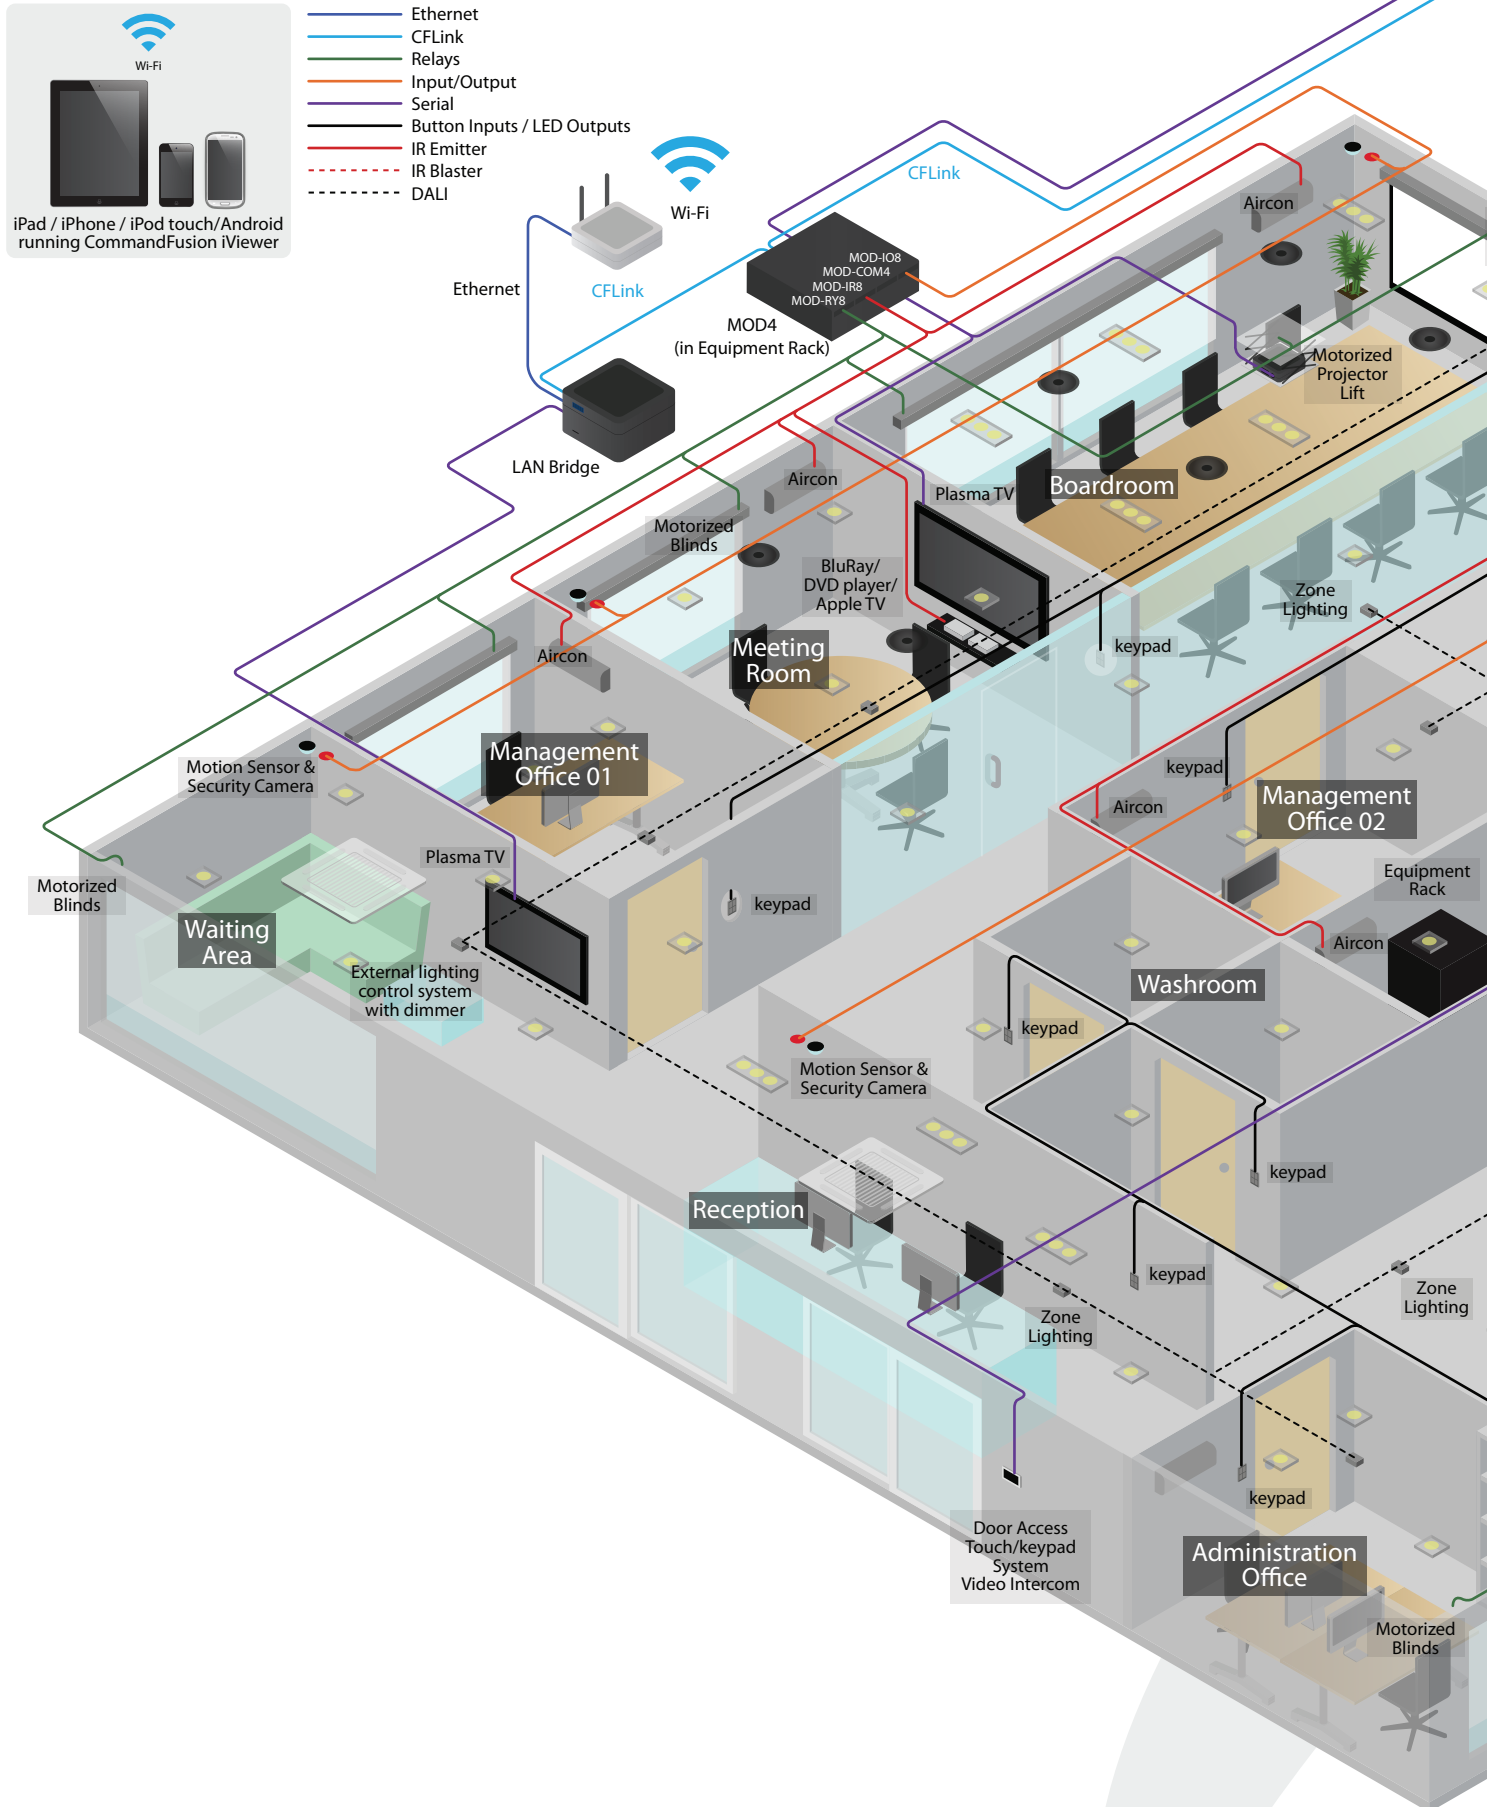 Wi-Fi
iPad / iPhone / iPod touch/Android
running CommandFusion iViewer
Ethernet
CFLink
Relays
Input/Output
Serial
Button Inputs / LED Outputs
IR Emitter
IR Blaster
DALI
Wi-Fi
CFLink
Aircon
Ethernet
CFLink
MOD-IO8
MOD-COM4
MOD-IR8
MOD-RY8
MOD4
(in Equipment Rack)
Motorized
Projector
Lift
LAN Bridge
Aircon
Plasma TV
Boardroom
Motorized
Blinds
BluRay/
DVD player/
Apple TV
Zone
Lighting
Aircon
Meeting
Room
keypad
Management
Office 01
Motion Sensor &
Security Camera
keypad
Aircon
Management
Office 02
Plasma TV
Motorized
Blinds
keypad
Equipment
Rack
Waiting
Area
Aircon
External lighting
control system
with dimmer
Washroom
keypad
Motion Sensor &
Security Camera
keypad
Reception
keypad
Zone
Lighting
Zone
Lighting
keypad
Door Access
Touch/keypad
System
Video Intercom
Administration
Office
Motorized
Blinds